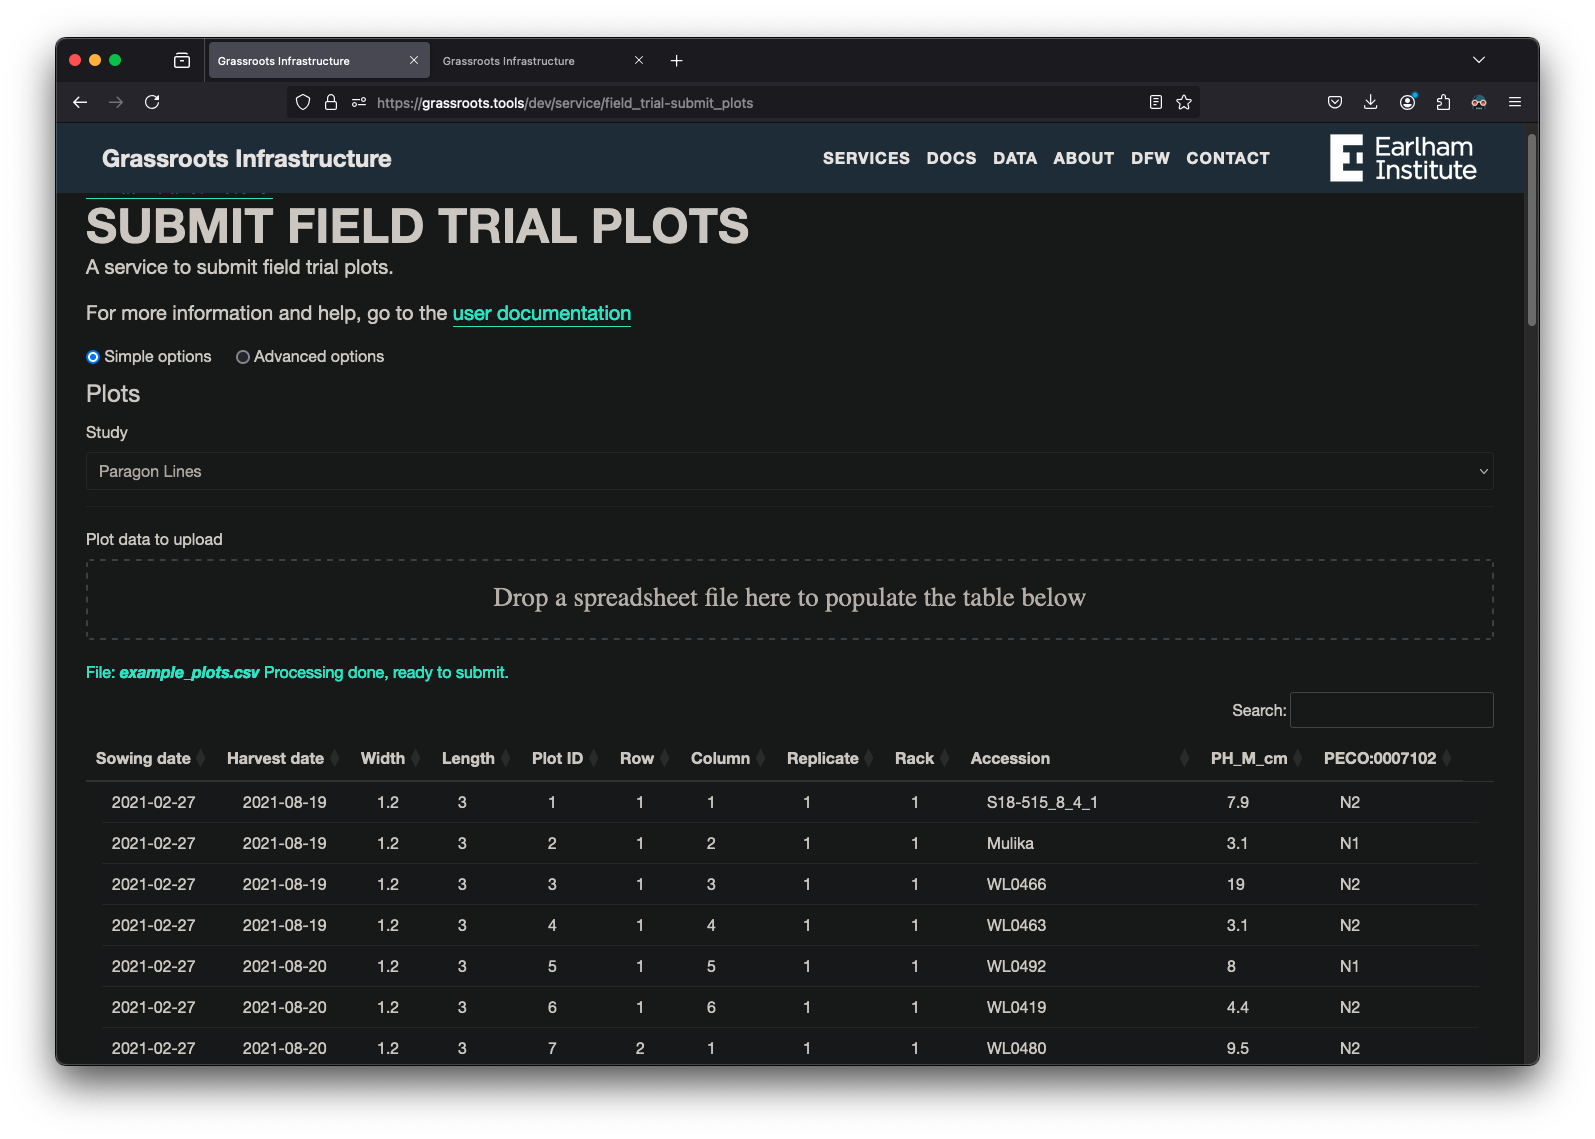 Grassroots Infrastructure
Grassroots Infrastructure
https://grassroots.tools/dev/service/field_trial-submit_plots
Grassroots Infrastructure
SERVICES DOCS DATA ABOUT DFW CONTACT
Earlham
Institute
SUBMIT FIELD TRIAL PLOTS
A service to submit field trial plots.
For more information and help, go to the user documentation
Simple options Advanced options
Plots
Study
Paragon Lines
Plot data to upload
Drop a spreadsheet file here to populate the table below
File: example_plots.csv Processing done, ready to submit.
Search:
Sowing date Harvest date Width Length Plot ID Row Column Replicate Rack Accession PH_M_cm PECO:0007102
2021-02-27 2021-08-19 1.2 3 1 1 1 1 1 S18-515_8_4_1 7.9 N2
2021-02-27 2021-08-19 1.2 3 2 1 2 1 1 Mulika 3.1 N1
2021-02-27 2021-08-19 1.2 3 3 1 3 1 1 WL0466 19 N2
2021-02-27 2021-08-19 1.2 3 4 1 4 1 1 WL0463 3.1 N2
2021-02-27 2021-08-20 1.2 3 5 1 5 1 1 WL0492 8 N1
2021-02-27 2021-08-20 1.2 3 6 1 6 1 1 WL0419 4.4 N2
2021-02-27 2021-08-20 1.2 3 7 2 1 1 1 WL0480 9.5 N2